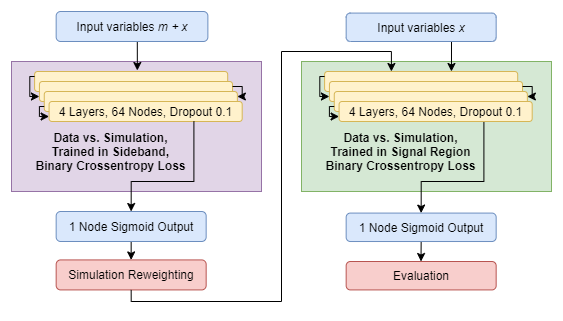 Input variables m + x
4 Layers, 64 Nodes, Dropout 0.1
Data vs. Simulation,
Trained in Sideband,
Binary Crossentropy Loss
1 Node Sigmoid Output
Simulation Reweighting
Input variables x
4 Layers, 64 Nodes, Dropout 0.1
Data vs. Simulation,
Trained in Signal Region
Binary Crossentropy Loss
1 Node Sigmoid Output
Evaluation